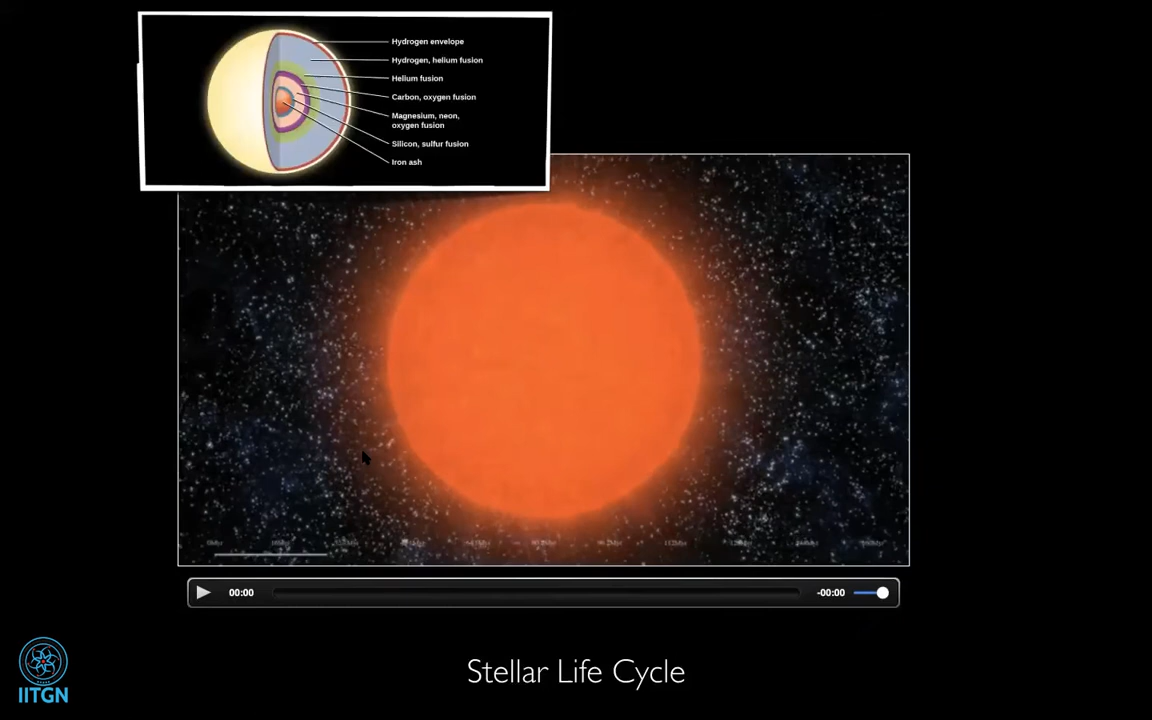 Hydrogen envelope
Hydrogen, helium fusion
Helium fusion
Carbon, oxygen fusion
Magnesium, neon,
oxygen fusion
Silicon, sulfur fusion
Iron ash
00:00
-00:00
Stellar Life Cycle
IITGN